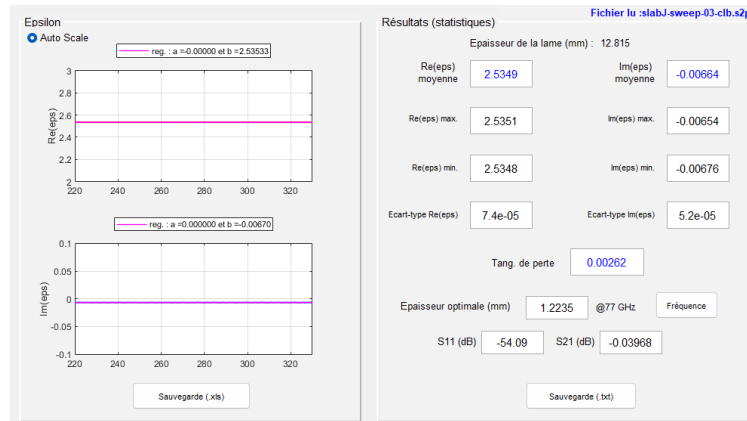 Fichier lu :slabJ-sweep-03-clb.s2p
Epsilon
Auto Scale
reg. : a =-0.00000 et b =2.53533
Re(eps)
3
2.8
2.6
2.4
2.2
2
220 240 260 280 300 320
reg. : a =0.000000 et b =-0.00670
Im(eps)
0.1
0.05
0
-0.05
-0.1
220 240 260 280 300 320
Sauvegarde (.xls)
Résultats (statistiques)
Epaisseur de la lame (mm) : 12.815
Re(eps) moyenne 2.5349 Im(eps) moyenne -0.00664
Re(eps) max. 2.5351 Im(eps) max. -0.00654
Re(eps) min. 2.5348 Im(eps) min. -0.00676
Ecart-type Re(eps) 7.4e-05 Ecart-type Im(eps) 5.2e-05
Tang. de perte 0.00262
Epaisseur optimale (mm) 1.2235 @77 GHz Fréquence
S11 (dB) -54.09 S21 (dB) -0.03968
Sauvegarde (.txt)